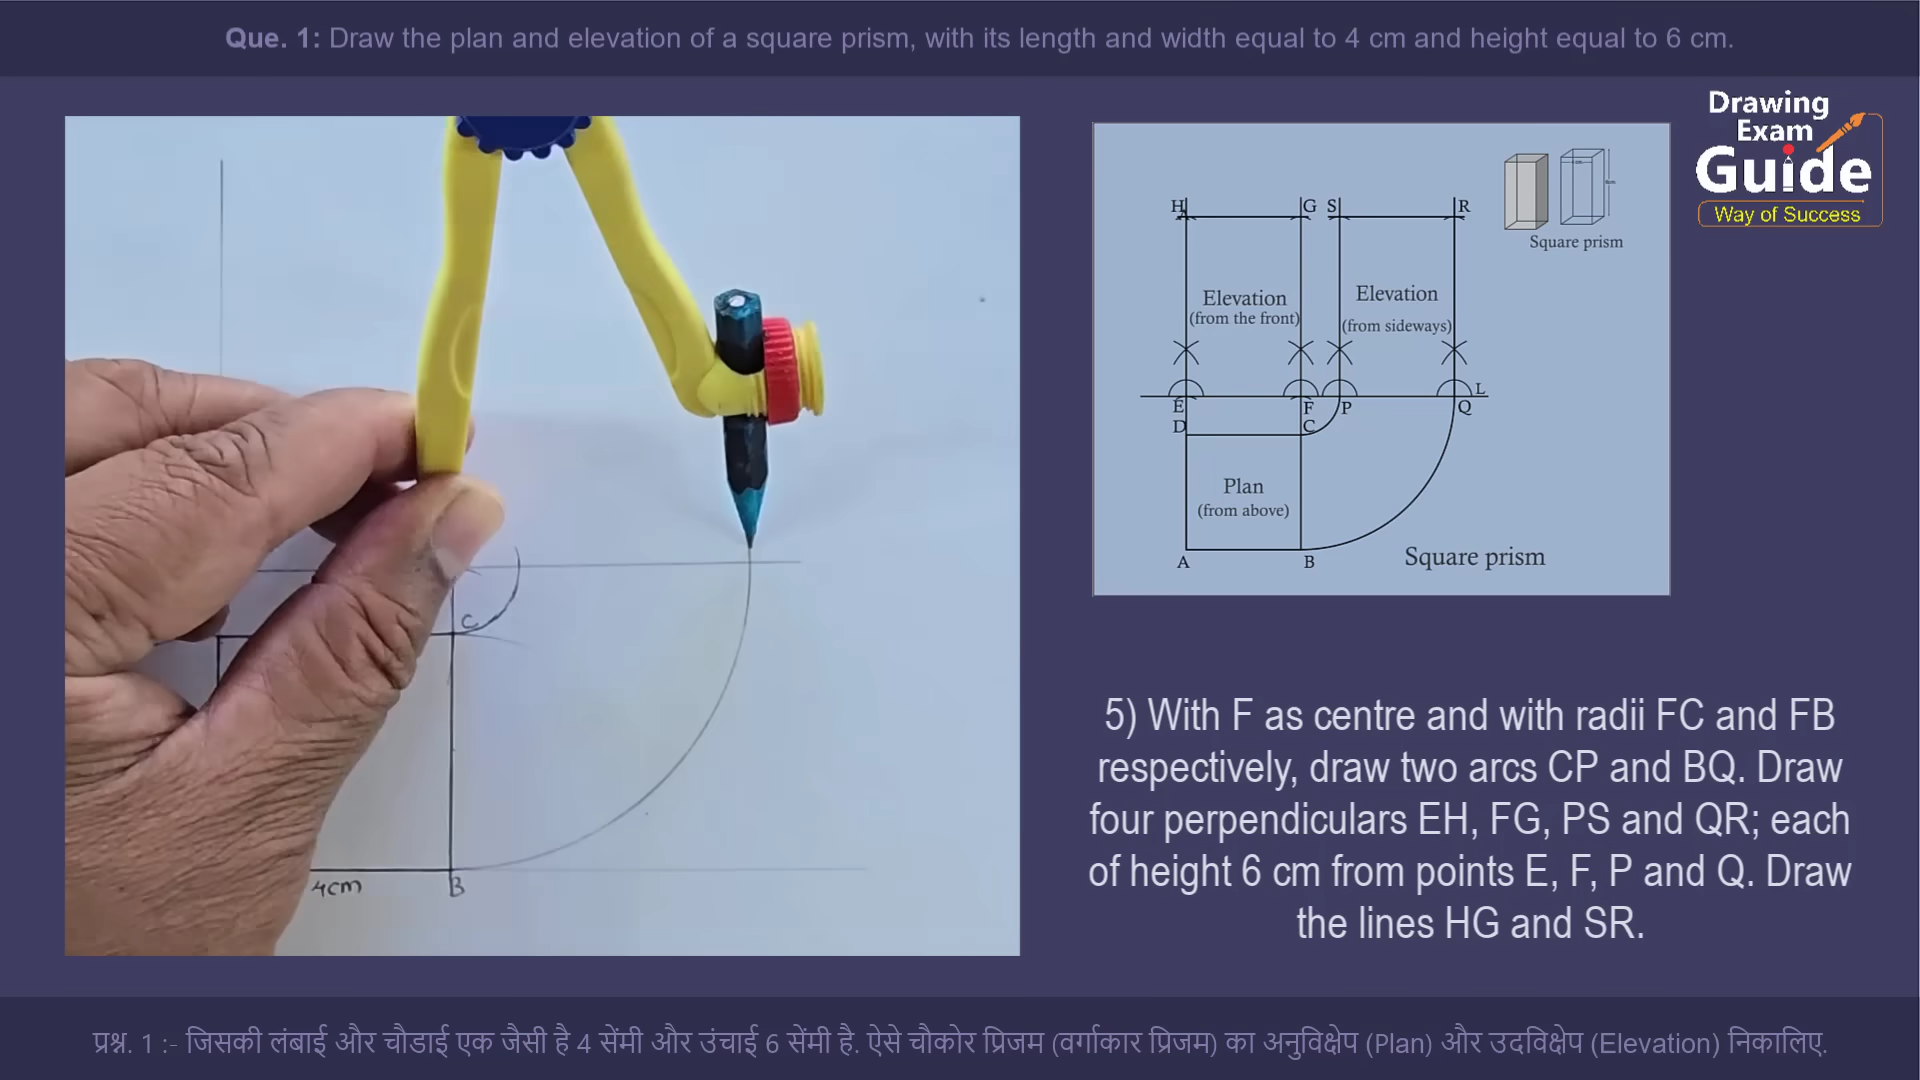 Que. 1: Draw the plan and elevation of a square prism, with its length and width equal to 4 cm and height equal to 6 cm.
Drawing
Exam
Guide
Way of Success
Square prism
H G S R
Elevation
(from the front)
Elevation
(from sideways)
L
E F P Q
D C
Plan
(from above)
A B
Square prism
C
4cm B
5) With F as centre and with radii FC and FB
respectively, draw two arcs CP and BQ. Draw
four perpendiculars EH, FG, PS and QR; each
of height 6 cm from points E, F, P and Q. Draw
the lines HG and SR.
प्रश्न. 1 :- जिसकी लंबाई और चौडाई एक जैसी है 4 सेंमी और उंचाई 6 सेंमी है. ऐसे चौकोर प्रिजम (वर्गाकार प्रिजम) का अनुविक्षेप (Plan) और उदविक्षेप (Elevation) निकालिए.